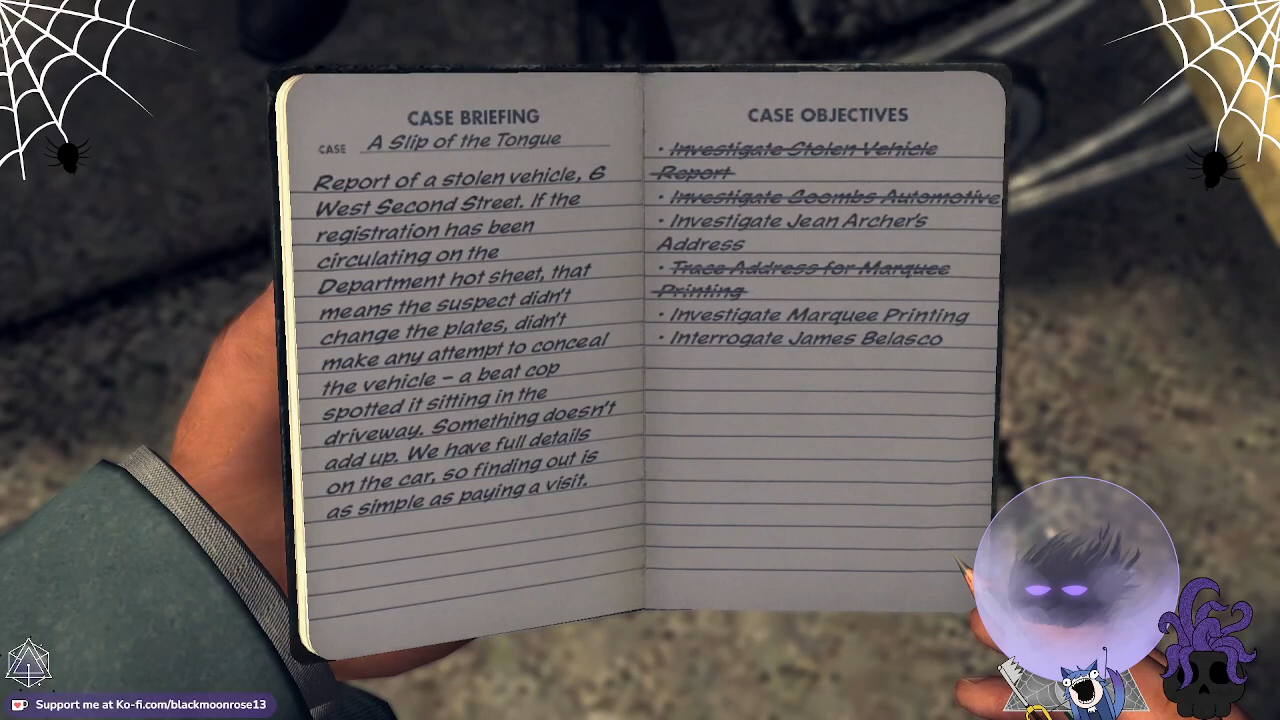 CASE BRIEFING
CASE A Slip of the Tongue
Report of a stolen vehicle, 6
West Second Street. If the
registration has been
circulating on the
Department hot sheet, that
means the suspect didn't
change the plates, didn't
make any attempt to conceal
the vehicle – a beat cop
spotted it sitting in the
driveway. Something doesn't
add up. We have full details
on the car, so finding out is
as simple as paying a visit.
CASE OBJECTIVES
• Investigate Stolen Vehicle
Report
• Investigate Coombs Automotive
• Investigate Jean Archer's
Address
• Trace Address for Marquee
Printing
• Investigate Marquee Printing
• Interrogate James Belasco
Support me at Ko-fi.com/blackmoonrose13